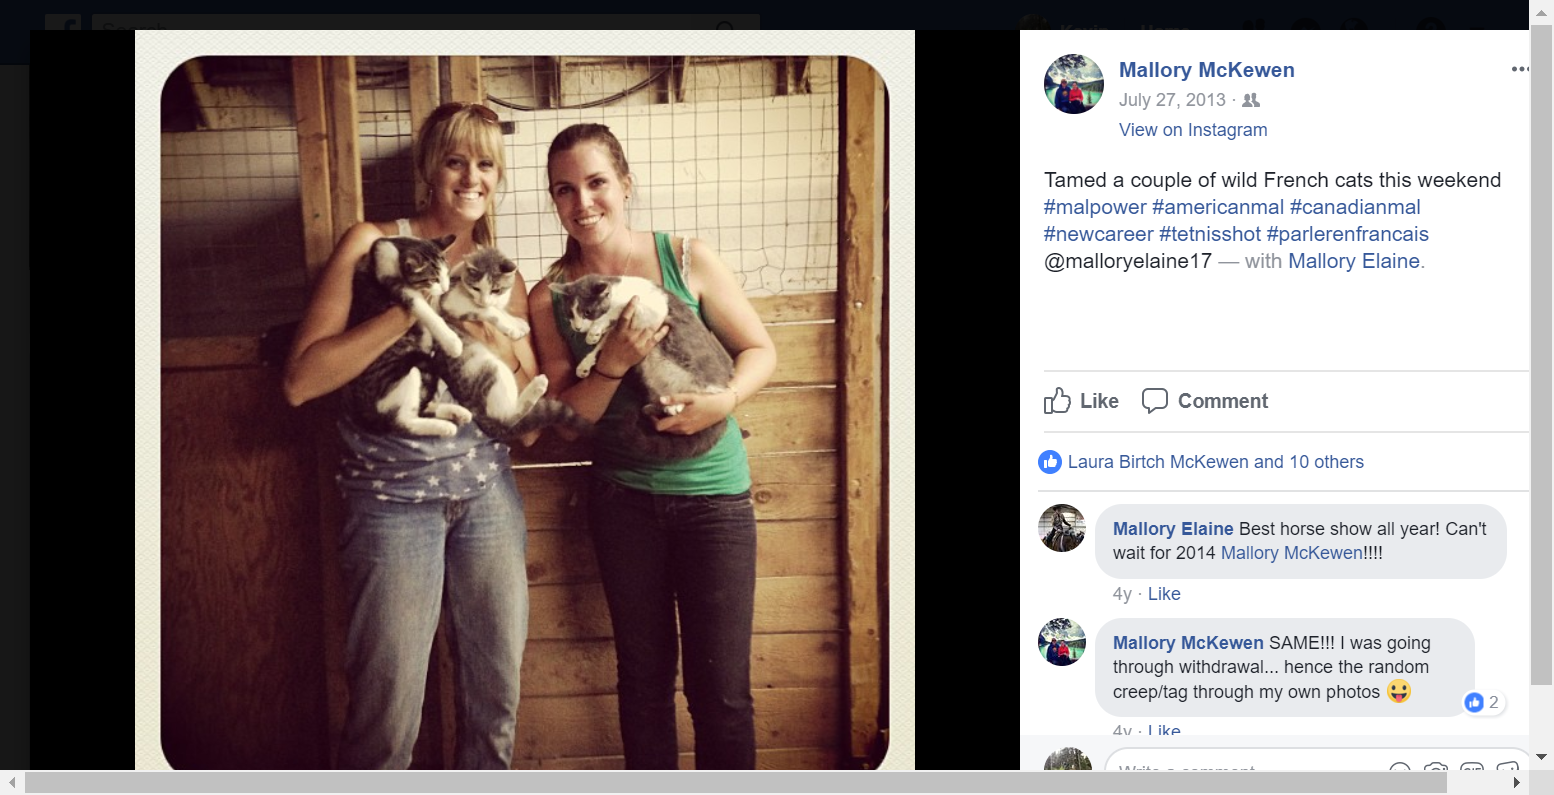 Mallory McKewen
July 27, 2013 ·
View on Instagram
Tamed a couple of wild French cats this weekend
#malpower #americanmal #canadianmal
#newcareer #tetnisshot #parlerenfrancais
@malloryelaine17 — with Mallory Elaine.
Like Comment
Laura Birtch McKewen and 10 others
Mallory Elaine Best horse show all year! Can't
wait for 2014 Mallory McKewen!!!!
4y · Like
Mallory McKewen SAME!!! I was going
through withdrawal... hence the random
creep/tag through my own photos 😛
2
4y · Like
Write a comment